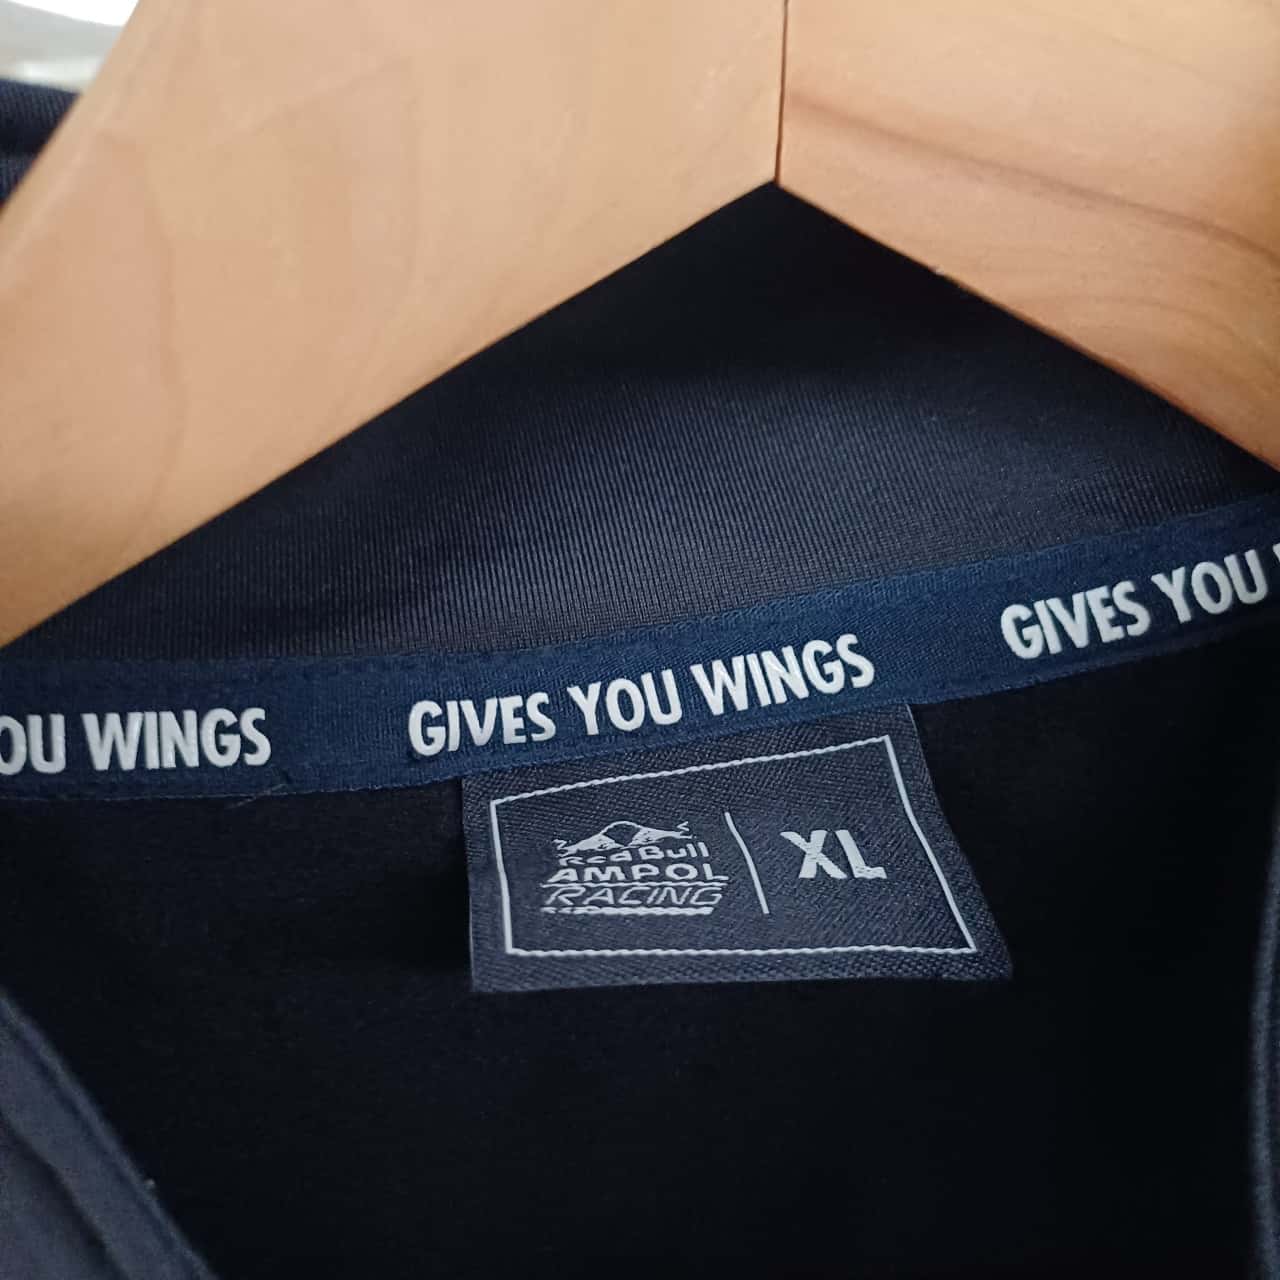 OU WINGS GIVES YOU WINGS GIVES YOU
Red Bull
AMPOL
RACING
XL